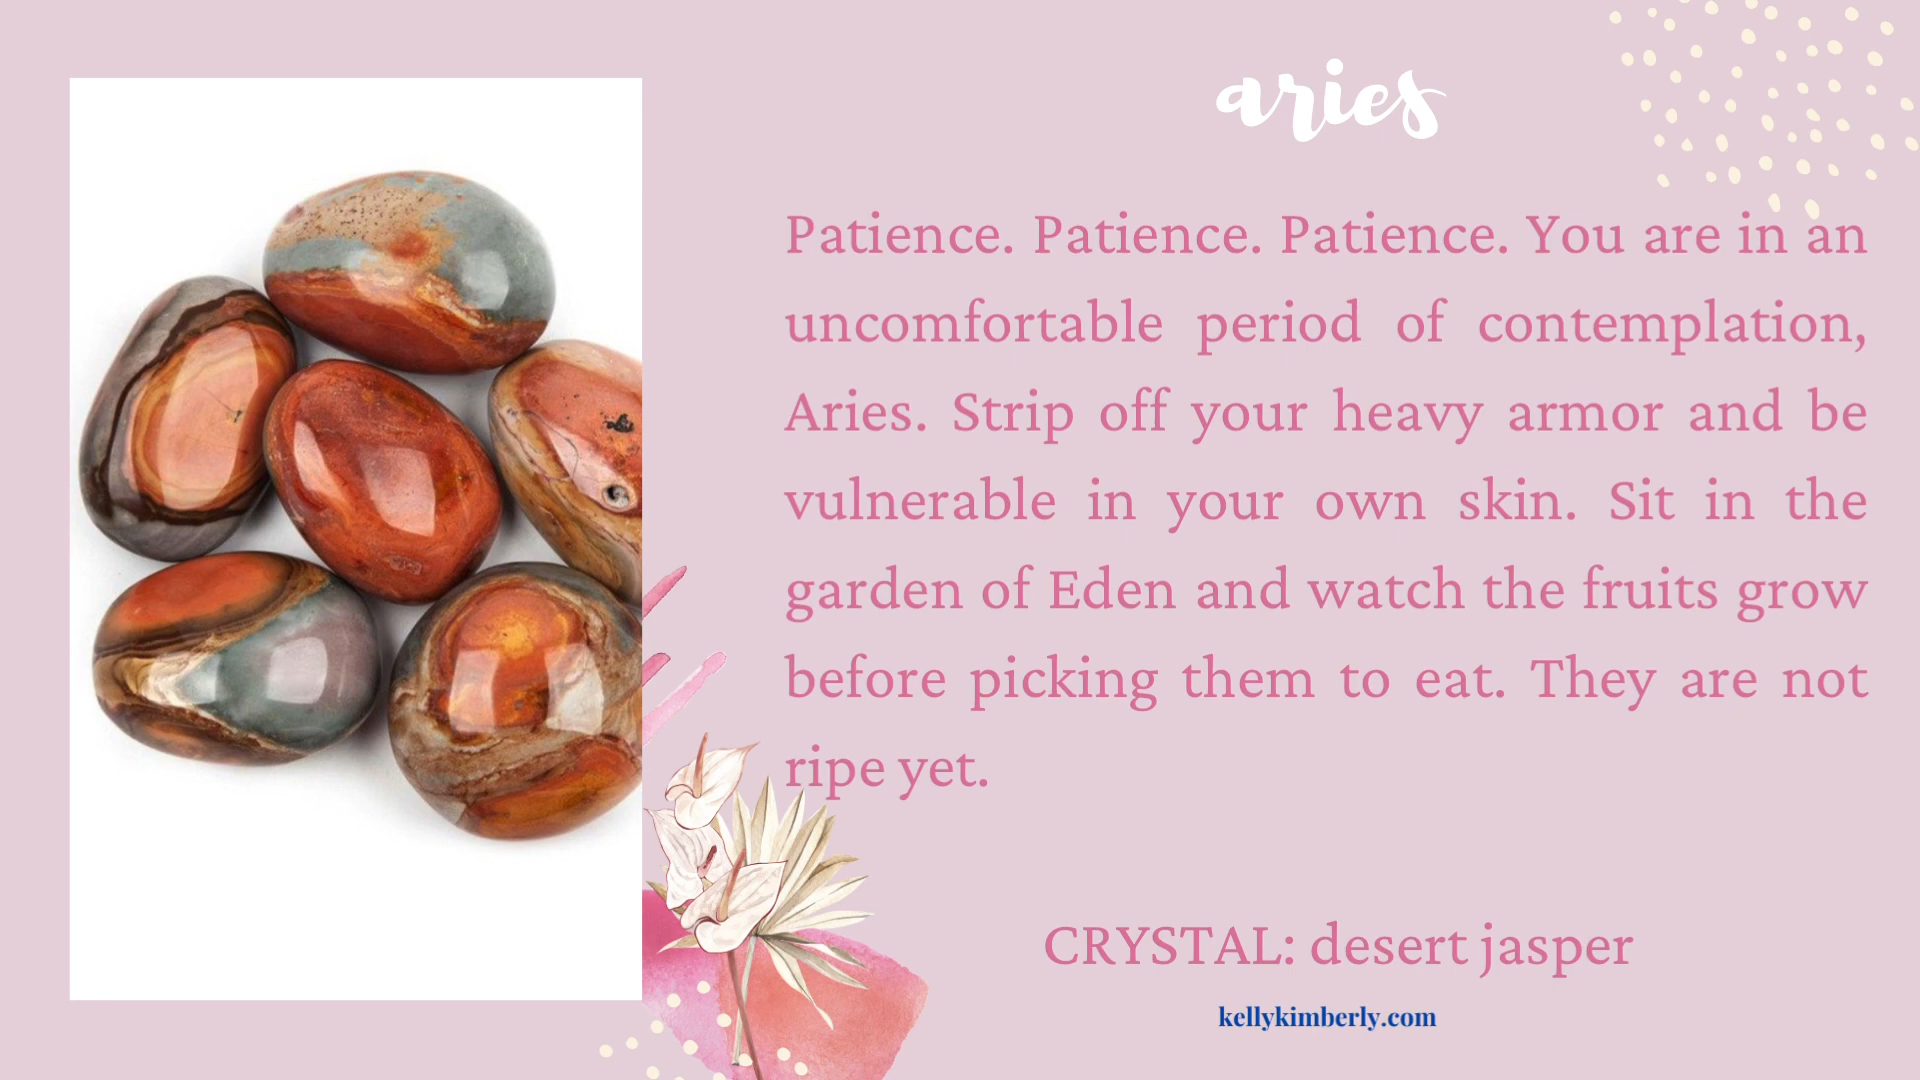 aries
Patience. Patience. Patience. You are in an
uncomfortable period of contemplation,
Aries. Strip off your heavy armor and be
vulnerable in your own skin. Sit in the
garden of Eden and watch the fruits grow
before picking them to eat. They are not
ripe yet.
CRYSTAL: desert jasper
kellykimberly.com